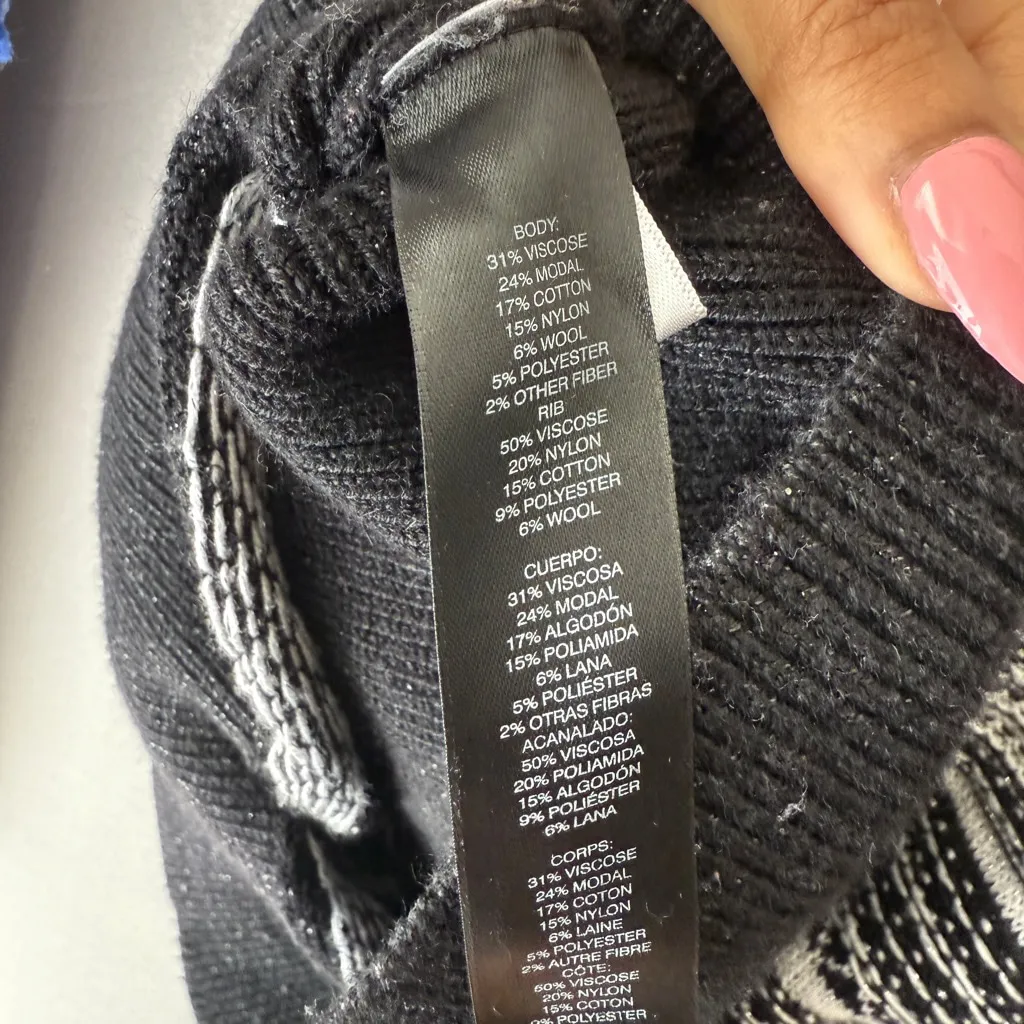 BODY:
31% VISCOSE
24% MODAL
17% COTTON
15% NYLON
6% WOOL
5% POLYESTER
2% OTHER FIBER
RIB
50% VISCOSE
20% NYLON
15% COTTON
9% POLYESTER
6% WOOL
CUERPO:
31% VISCOSA
24% MODAL
17% ALGODÓN
15% POLIAMIDA
6% LANA
5% POLIÉSTER
2% OTRAS FIBRAS
ACANALADO:
50% VISCOSA
20% POLIAMIDA
15% ALGODÓN
9% POLIÉSTER
6% LANA
CORPS:
31% VISCOSE
24% MODAL
17% COTON
15% NYLON
6% LAINE
5% POLYESTER
2% AUTRE FIBRE
CÔTE:
50% VISCOSE
20% NYLON
15% COTON
9% POLYESTER